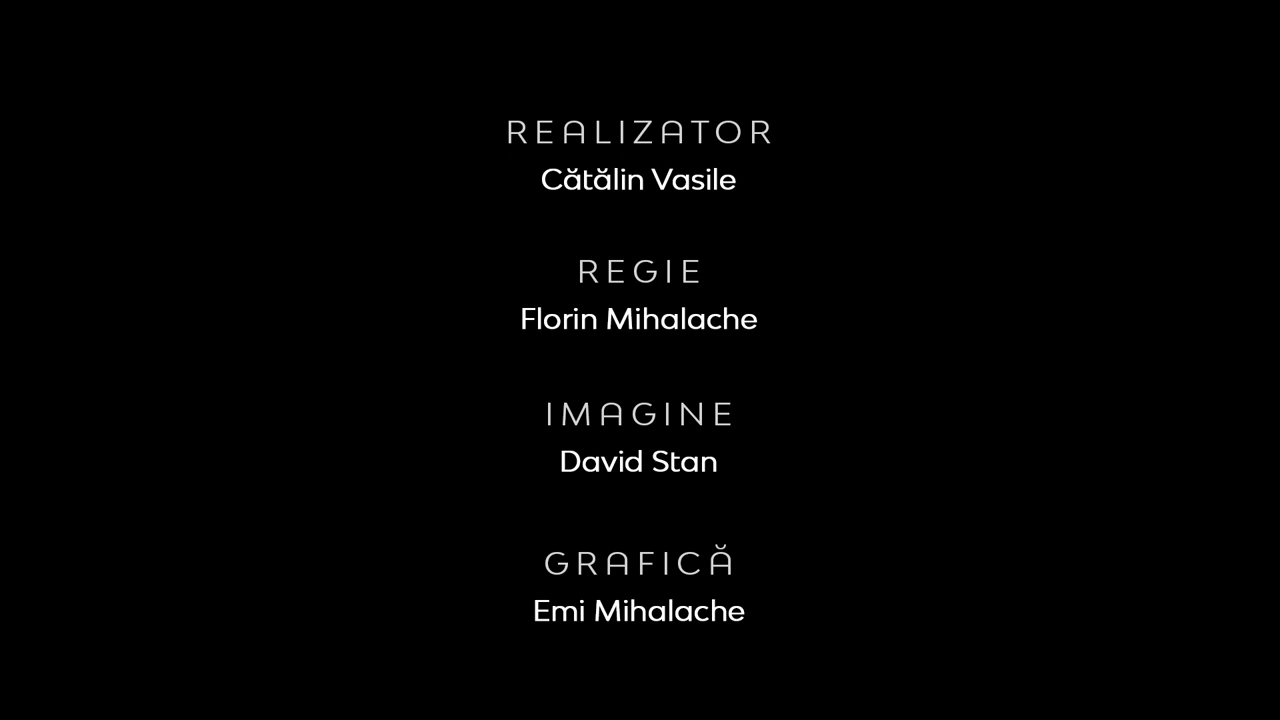 REALIZATOR
Cătălin Vasile
REGIE
Florin Mihalache
IMAGINE
David Stan
GRAFICĂ
Emi Mihalache